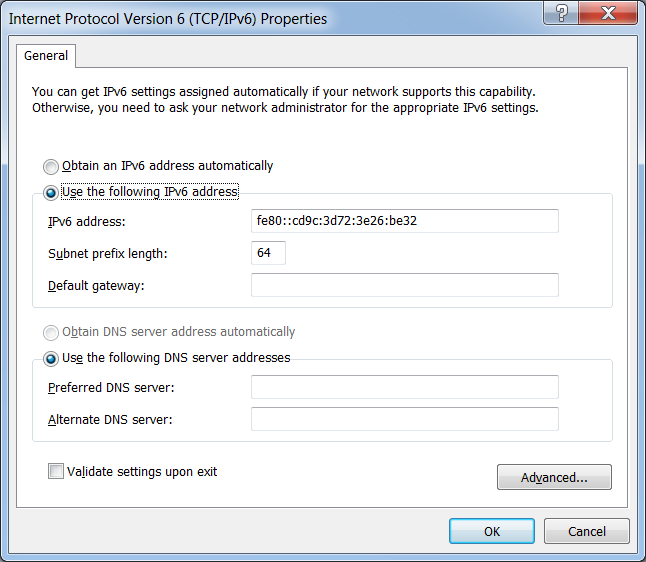 Internet Protocol Version 6 (TCP/IPv6) Properties
?
General
You can get IPv6 settings assigned automatically if your network supports this capability.
Otherwise, you need to ask your network administrator for the appropriate IPv6 settings.
Obtain an IPv6 address automatically
Use the following IPv6 address
IPv6 address: fe80::cd9c:3d72:3e26:be32
Subnet prefix length: 64
Default gateway:
Obtain DNS server address automatically
Use the following DNS server addresses
Preferred DNS server:
Alternate DNS server:
Validate settings upon exit
Advanced...
OK Cancel